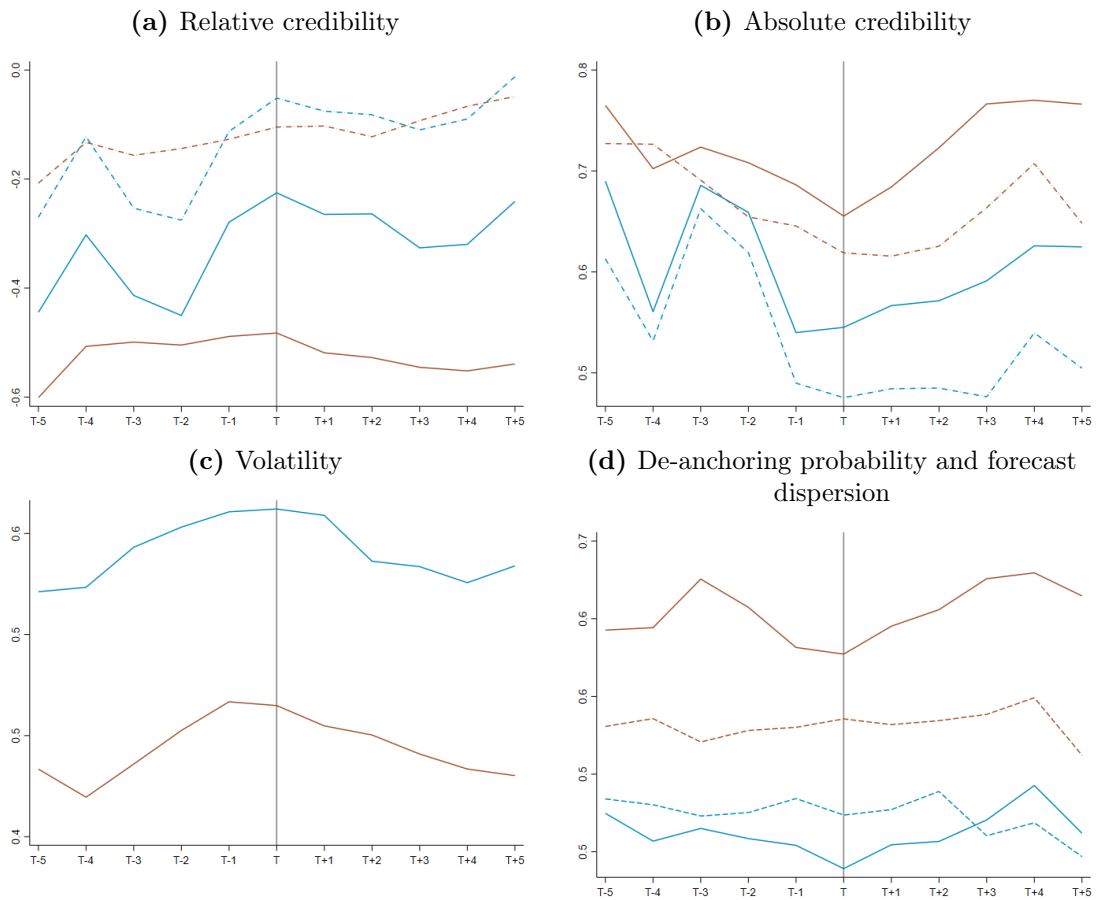 (a) Relative credibility
0.0
-0.2
-0.4
-0.6
T-5 T-4 T-3 T-2 T-1 T T+1 T+2 T+3 T+4 T+5
(b) Absolute credibility
0.8
0.7
0.6
0.5
T-5 T-4 T-3 T-2 T-1 T T+1 T+2 T+3 T+4 T+5
(c) Volatility
0.6
0.5
0.5
0.4
T-5 T-4 T-3 T-2 T-1 T T+1 T+2 T+3 T+4 T+5
(d) De-anchoring probability and forecast
dispersion
0.7
0.6
0.6
0.5
0.5
T-5 T-4 T-3 T-2 T-1 T T+1 T+2 T+3 T+4 T+5